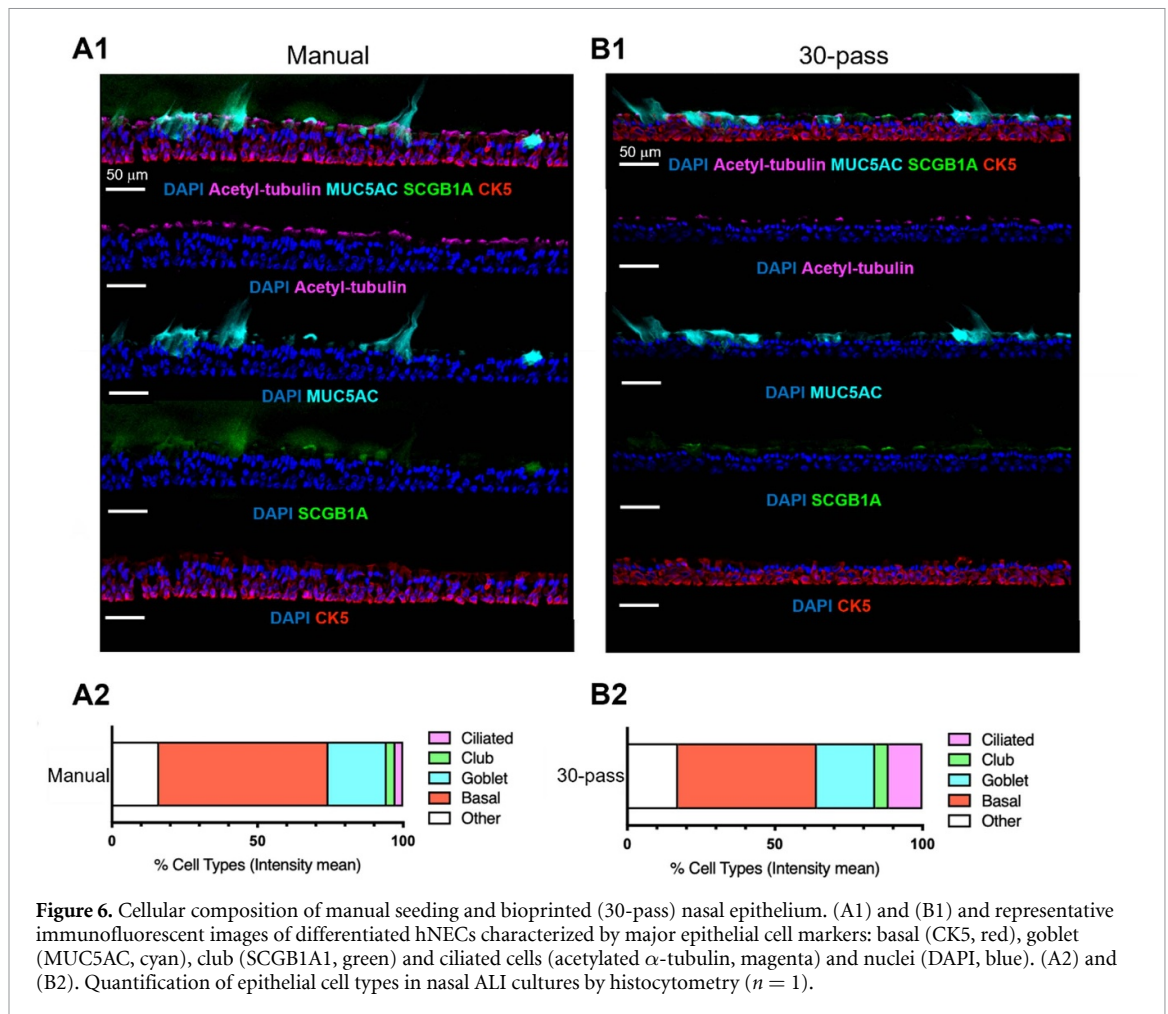 A1
Manual
50 μm
DAPI Acetyl-tubulin MUC5AC SCGB1A CK5
DAPI Acetyl-tubulin
DAPI MUC5AC
DAPI SCGB1A
DAPI CK5
B1
30-pass
50 μm
DAPI Acetyl-tubulin MUC5AC SCGB1A CK5
DAPI Acetyl-tubulin
DAPI MUC5AC
DAPI SCGB1A
DAPI CK5
A2
Manual
0 50 100
% Cell Types (Intensity mean)
Ciliated
Club
Goblet
Basal
Other
B2
30-pass
0 50 100
% Cell Types (Intensity mean)
Ciliated
Club
Goblet
Basal
Other
Figure 6. Cellular composition of manual seeding and bioprinted (30-pass) nasal epithelium. (A1) and (B1) and representative
immunofluorescent images of differentiated hNECs characterized by major epithelial cell markers: basal (CK5, red), goblet
(MUC5AC, cyan), club (SCGB1A1, green) and ciliated cells (acetylated α-tubulin, magenta) and nuclei (DAPI, blue). (A2) and
(B2). Quantification of epithelial cell types in nasal ALI cultures by histocytometry (n = 1).